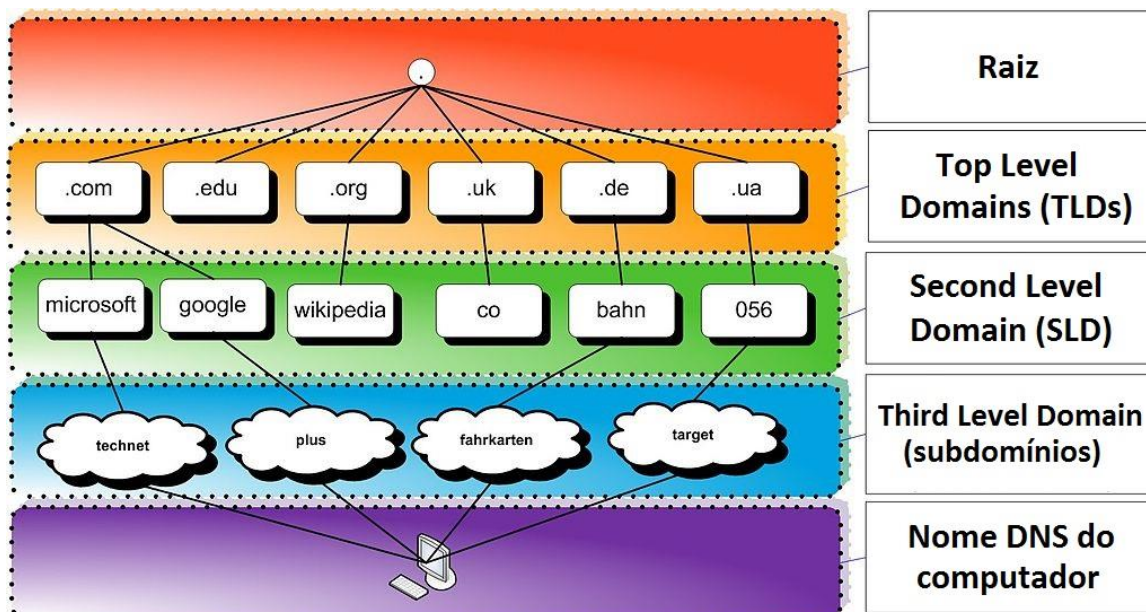 .
Raiz
.com .edu .org .uk .de .ua
Top Level
Domains (TLDs)
microsoft google wikipedia co bahn 056
Second Level
Domain (SLD)
technet plus fahrkarten target
Third Level Domain
(subdomínios)
Nome DNS do
computador